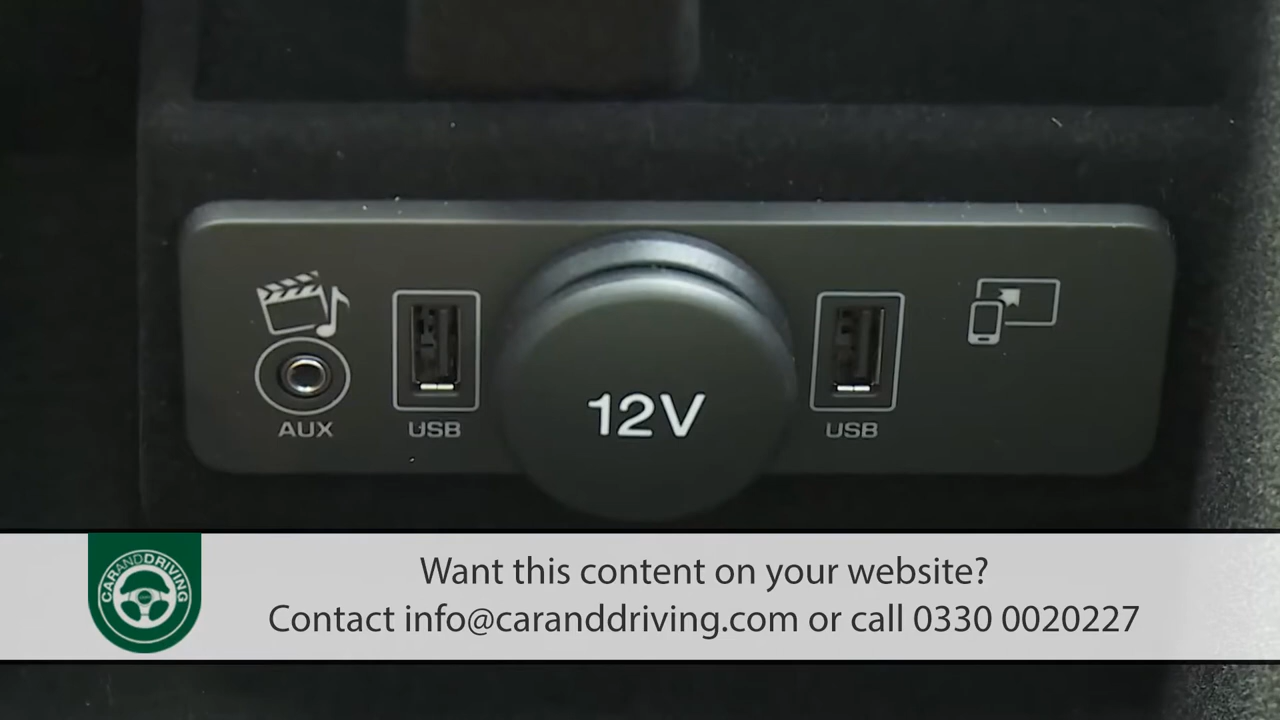 AUX
USB
12V
USB
CARANDDRIVING
Want this content on your website?
Contact info@caranddriving.com or call 0330 0020227